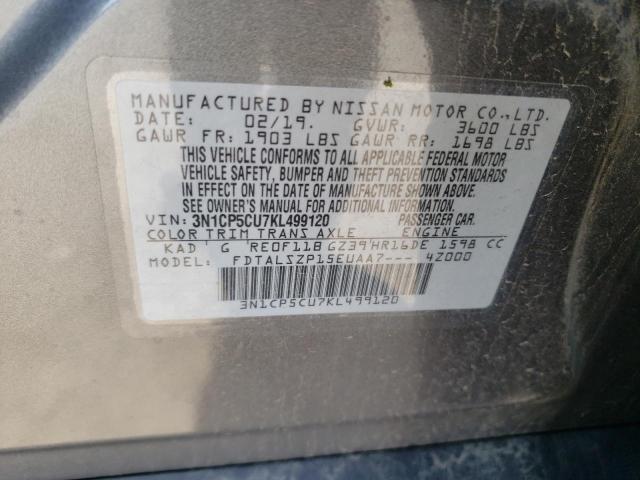 MANUFACTURED BY NISSAN MOTOR CO.,LTD.
DATE: 02/19. GVWR: 3600 LBS
GAWR FR: 1903 LBS GAWR RR: 1698 LBS
THIS VEHICLE CONFORMS TO ALL APPLICABLE FEDERAL MOTOR
VEHICLE SAFETY, BUMPER AND THEFT PREVENTION STANDARDS
IN EFFECT ON THE DATE OF MANUFACTURE SHOWN ABOVE.
SEE OWNER'S MANUAL FOR ADDITIONAL INFORMATION.
VIN: 3N1CP5CU7KL499120 PASSENGER CAR.
COLOR TRIM TRANS AXLE ENGINE
KAD G RE0F11B GZ39 HR16DE 1598 CC
MODEL: FDTALSZP15EUAA7--- 4Z000
3N1CP5CU7KL499120